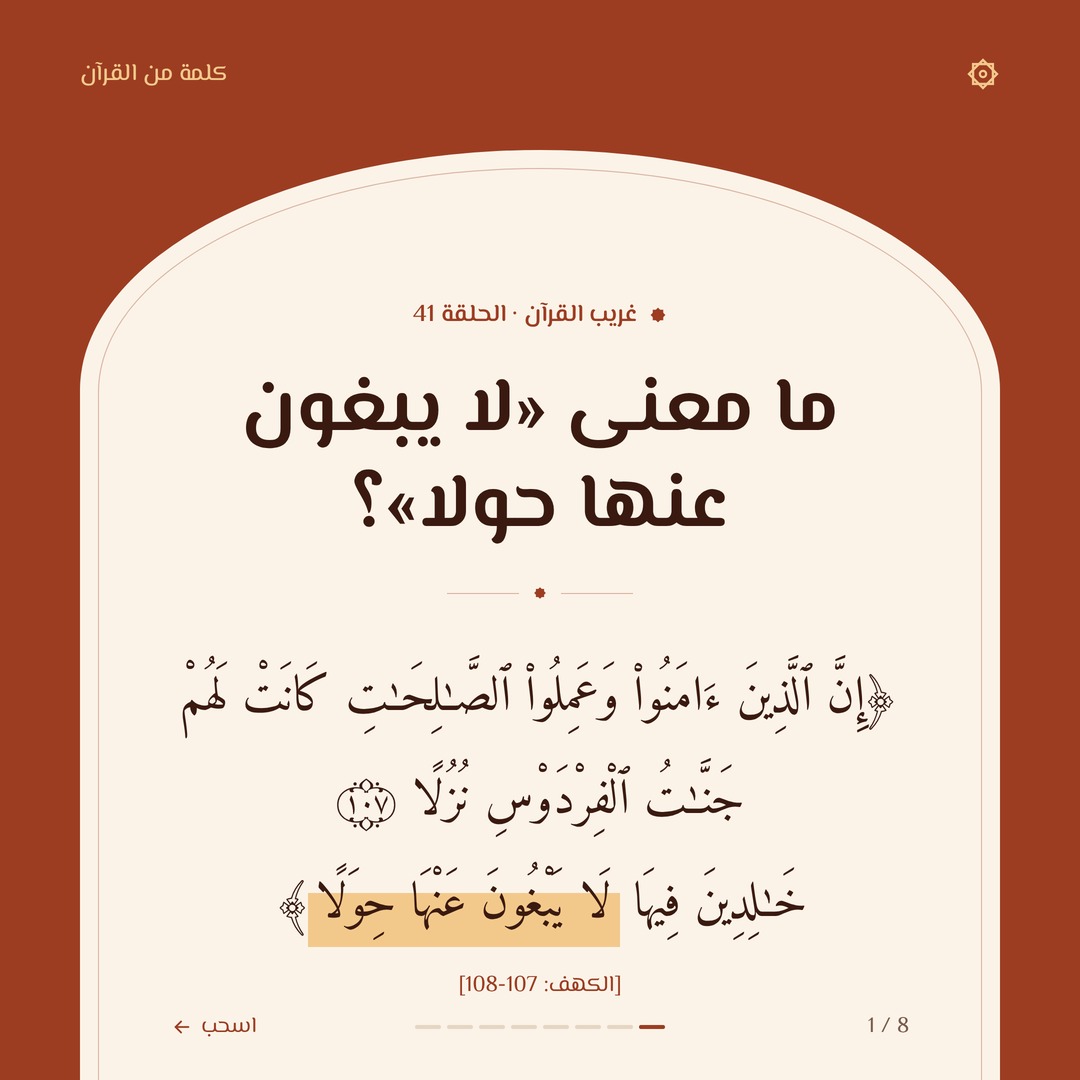 كلمة من القرآن
غريب القرآن · الحلقة 41
ما معنى «لا يبغون
عنها حولا»؟
﴿إِنَّ ٱلَّذِينَ ءَامَنُوا۟ وَعَمِلُوا۟ ٱلصَّـٰلِحَـٰتِ كَانَتْ لَهُمْ
جَنَّـٰتُ ٱلْفِرْدَوْسِ نُزُلًا ١٠٧
خَـٰلِدِينَ فِيهَا لَا يَبْغُونَ عَنْهَا حِوَلًا﴾
[الكهف: 107-108]
1 / 8
اسحب ←